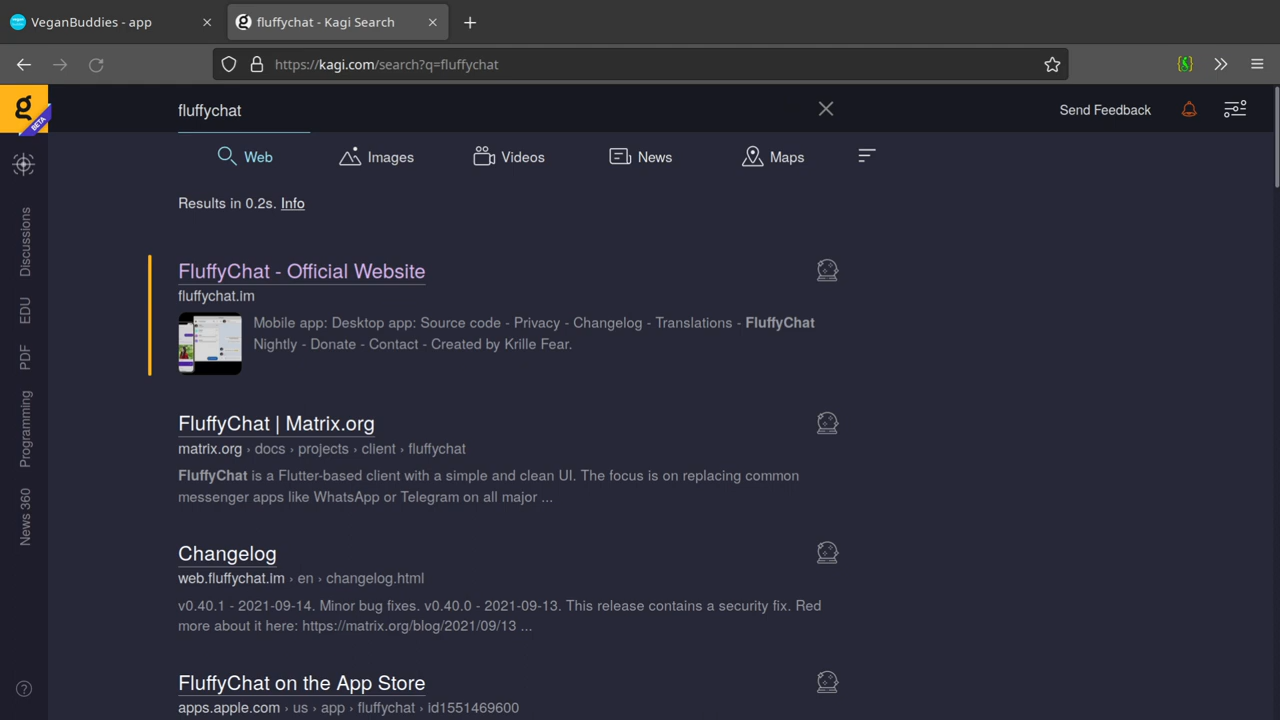 VeganBuddies - app
fluffychat - Kagi Search
https://kagi.com/search?q=fluffychat
g
BETA
fluffychat
Send Feedback
Web
Images
Videos
News
Maps
Discussions
EDU
PDF
Programming
News 360
Results in 0.2s. Info
FluffyChat - Official Website
fluffychat.im
Mobile app: Desktop app: Source code - Privacy - Changelog - Translations - FluffyChat
Nightly - Donate - Contact - Created by Krille Fear.
FluffyChat | Matrix.org
matrix.org › docs › projects › client › fluffychat
FluffyChat is a Flutter-based client with a simple and clean UI. The focus is on replacing common
messenger apps like WhatsApp or Telegram on all major ...
Changelog
web.fluffychat.im › en › changelog.html
v0.40.1 - 2021-09-14. Minor bug fixes. v0.40.0 - 2021-09-13. This release contains a security fix. Red
more about it here: https://matrix.org/blog/2021/09/13 ...
FluffyChat on the App Store
apps.apple.com › us › app › fluffychat › id1551469600